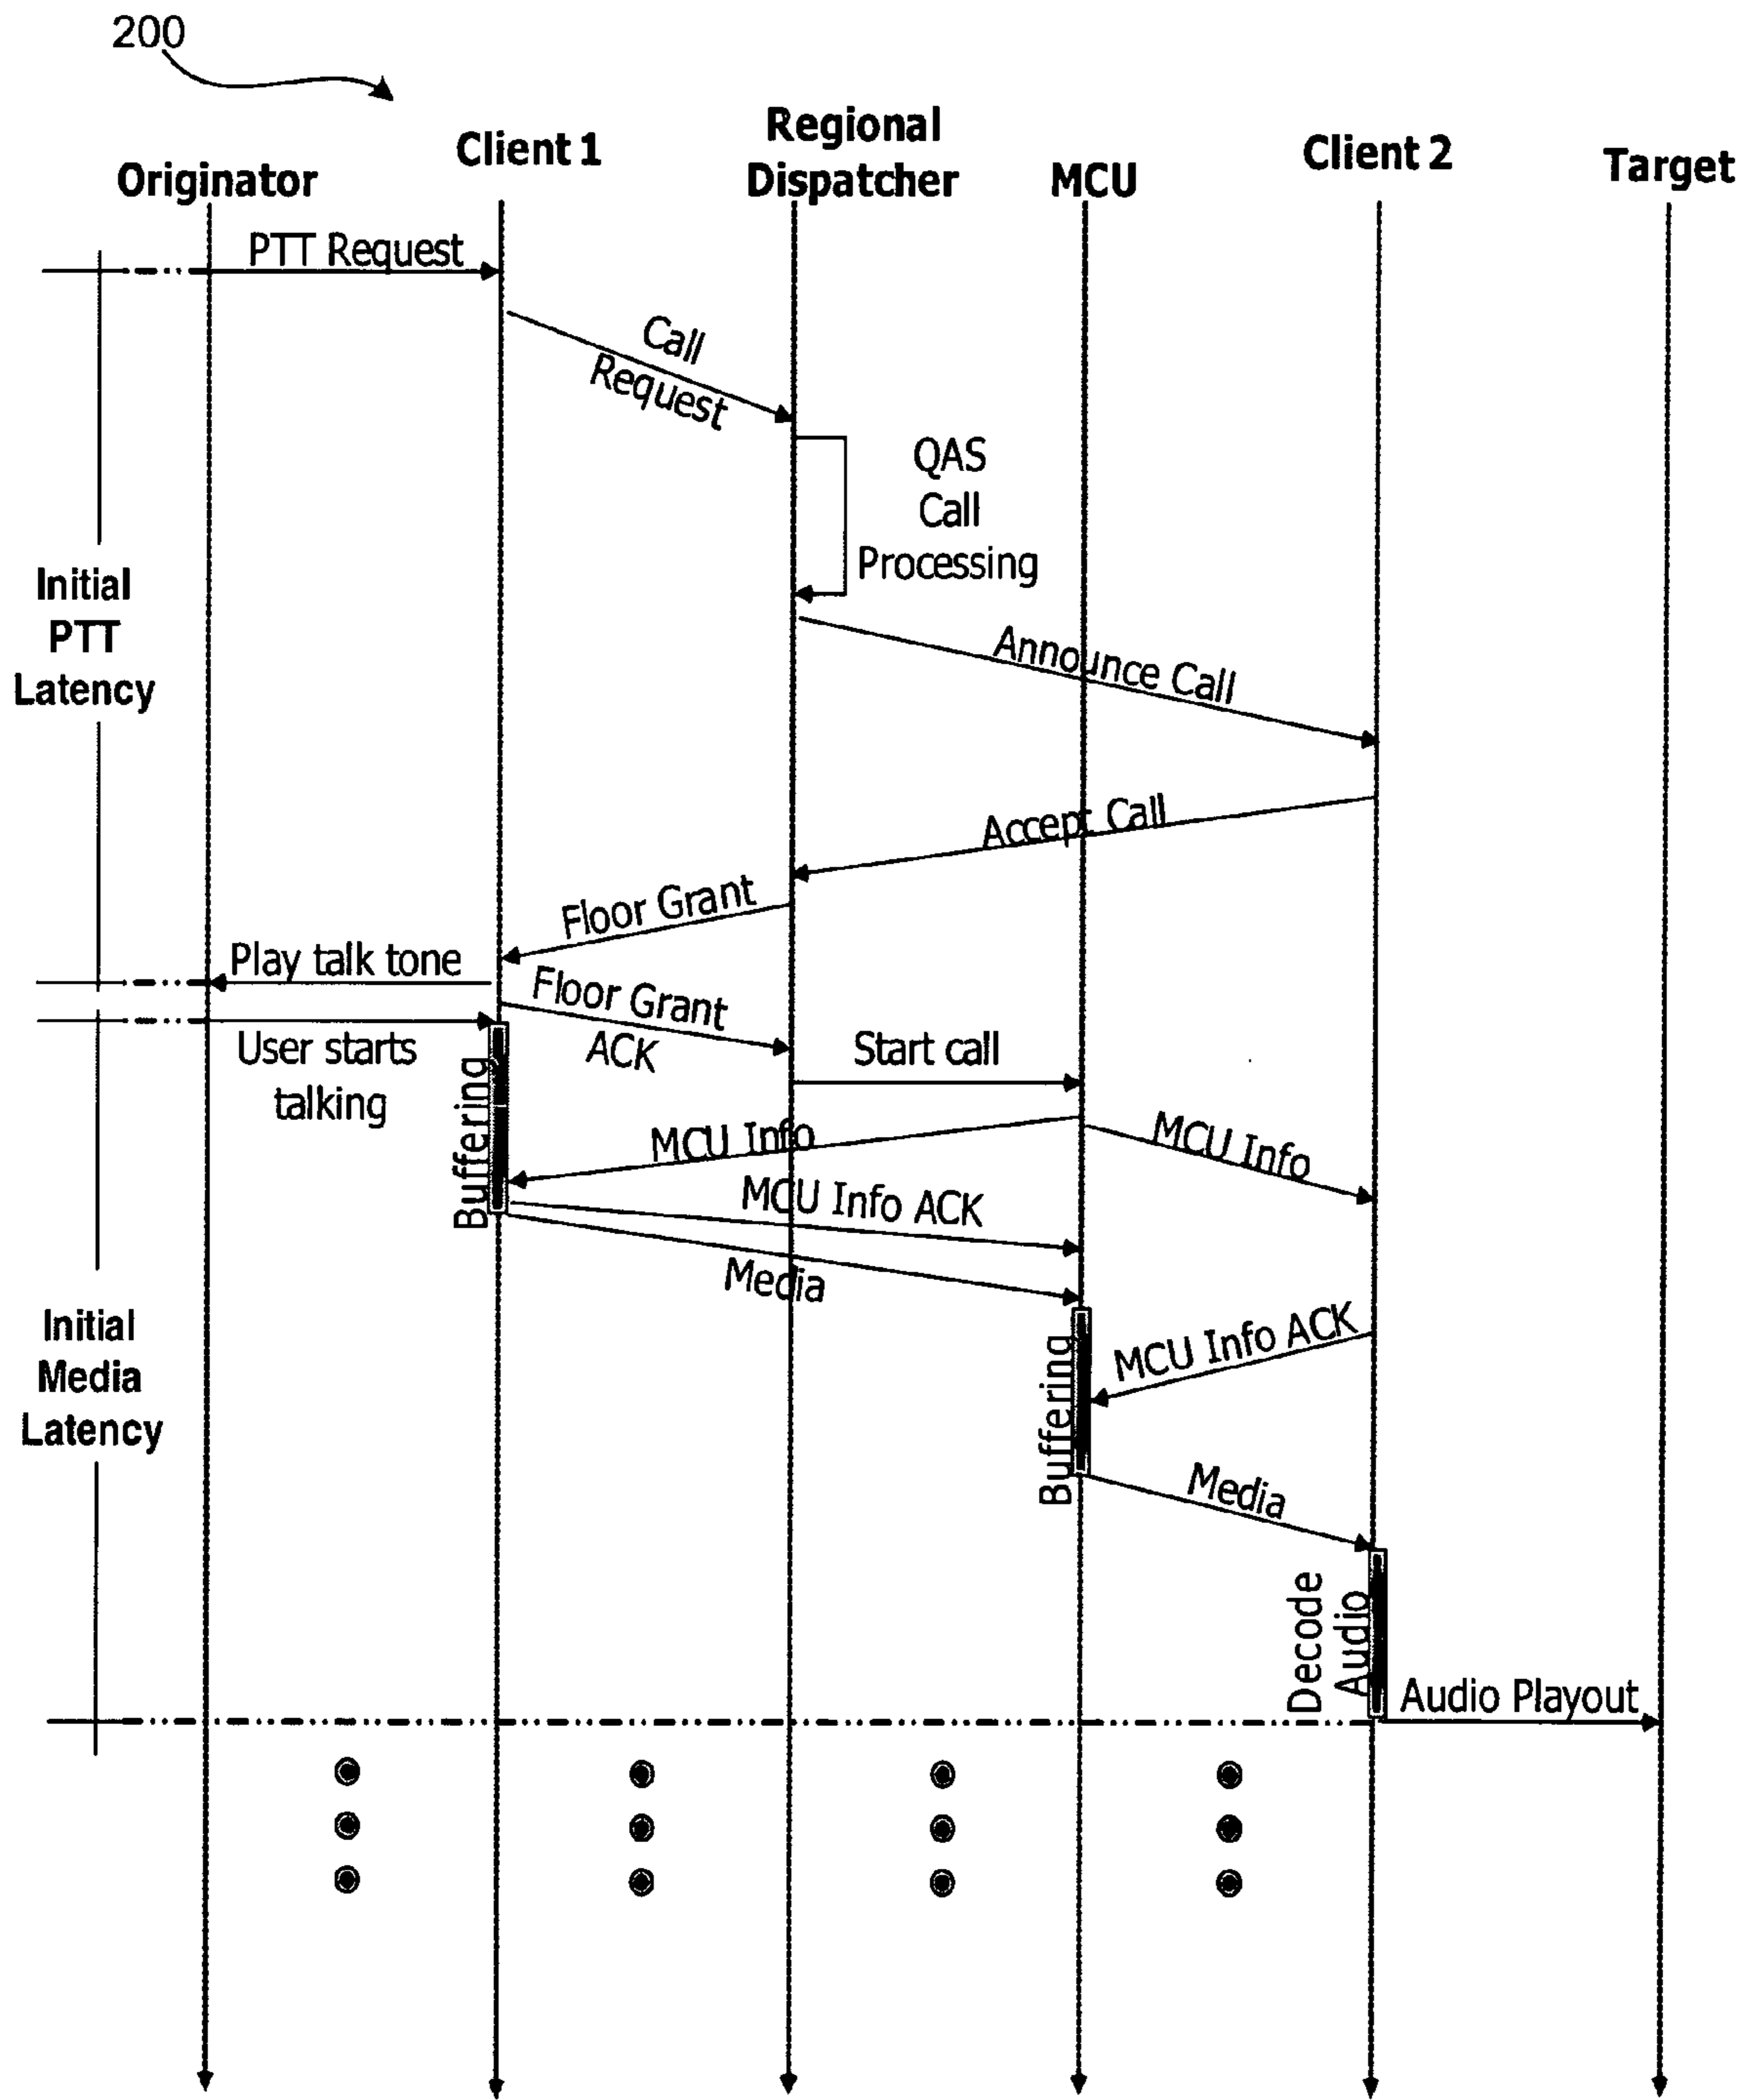 200
Originator
Client 1
Regional
Dispatcher
MCU
Client 2
Target
PTT Request
Call
Request
QAS
Call
Processing
Initial
PTT
Latency
Announce Call
Accept Call
Floor Grant
Play talk tone
Floor Grant
ACK
User starts
talking
Start call
Buffering
MCU Info
MCU Info
MCU Info ACK
Media
Initial
Media
Latency
MCU Info ACK
Buffering
Media
Decode
Audio
Audio Playout